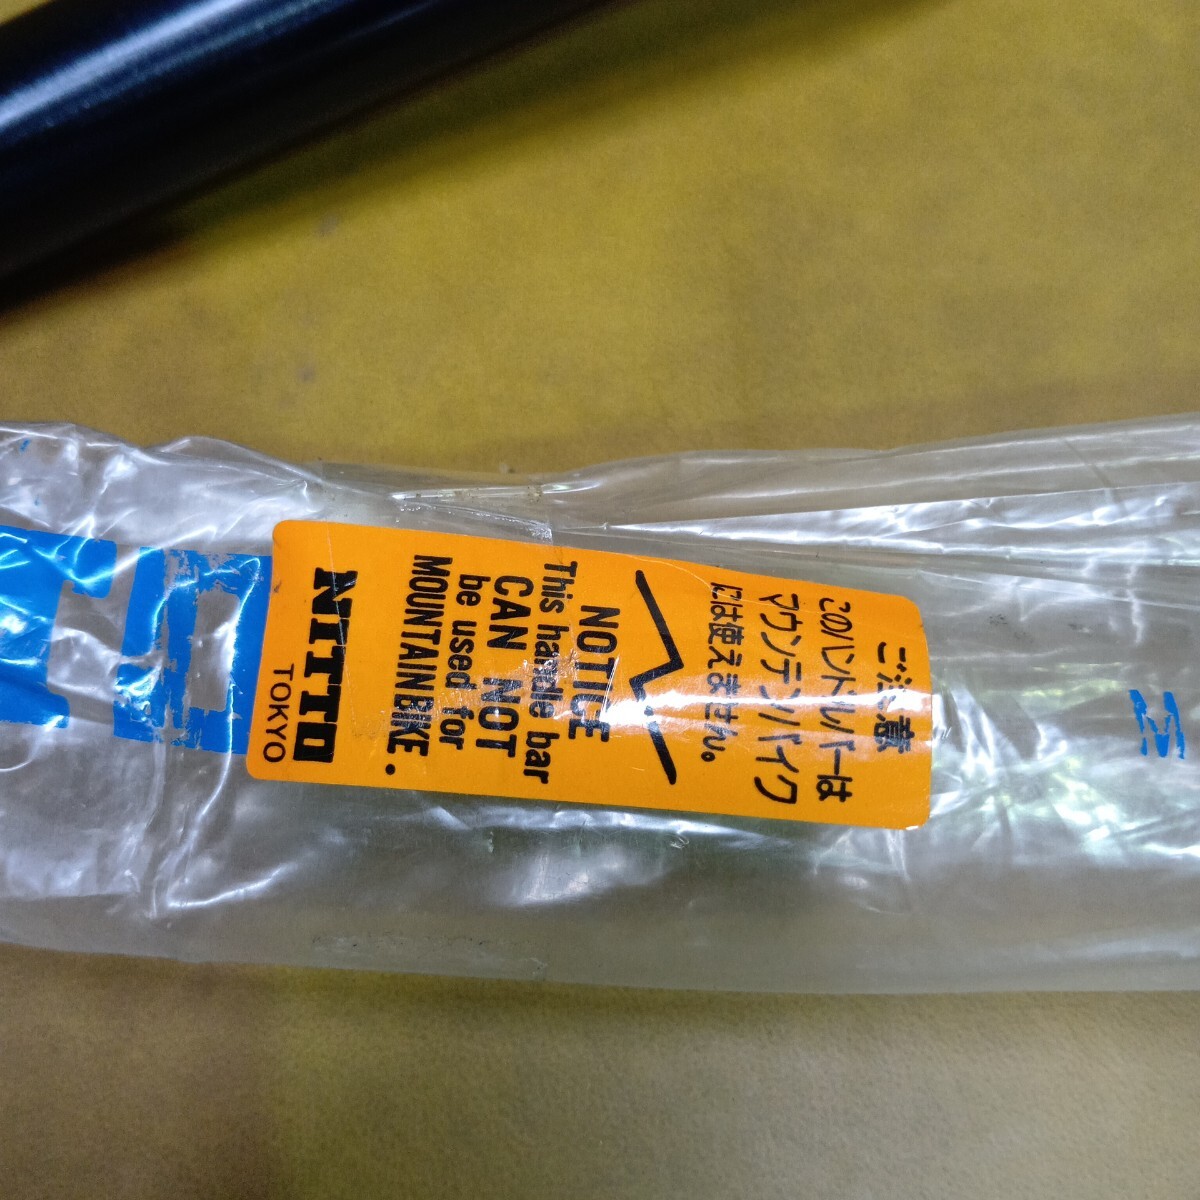 ご注意
このハンドルバーは
マウンテンバイク
には使えません。
NOTICE
This handle bar
CAN NOT
be used for
MOUNTAIN BIKE.
NITTO
TOKYO